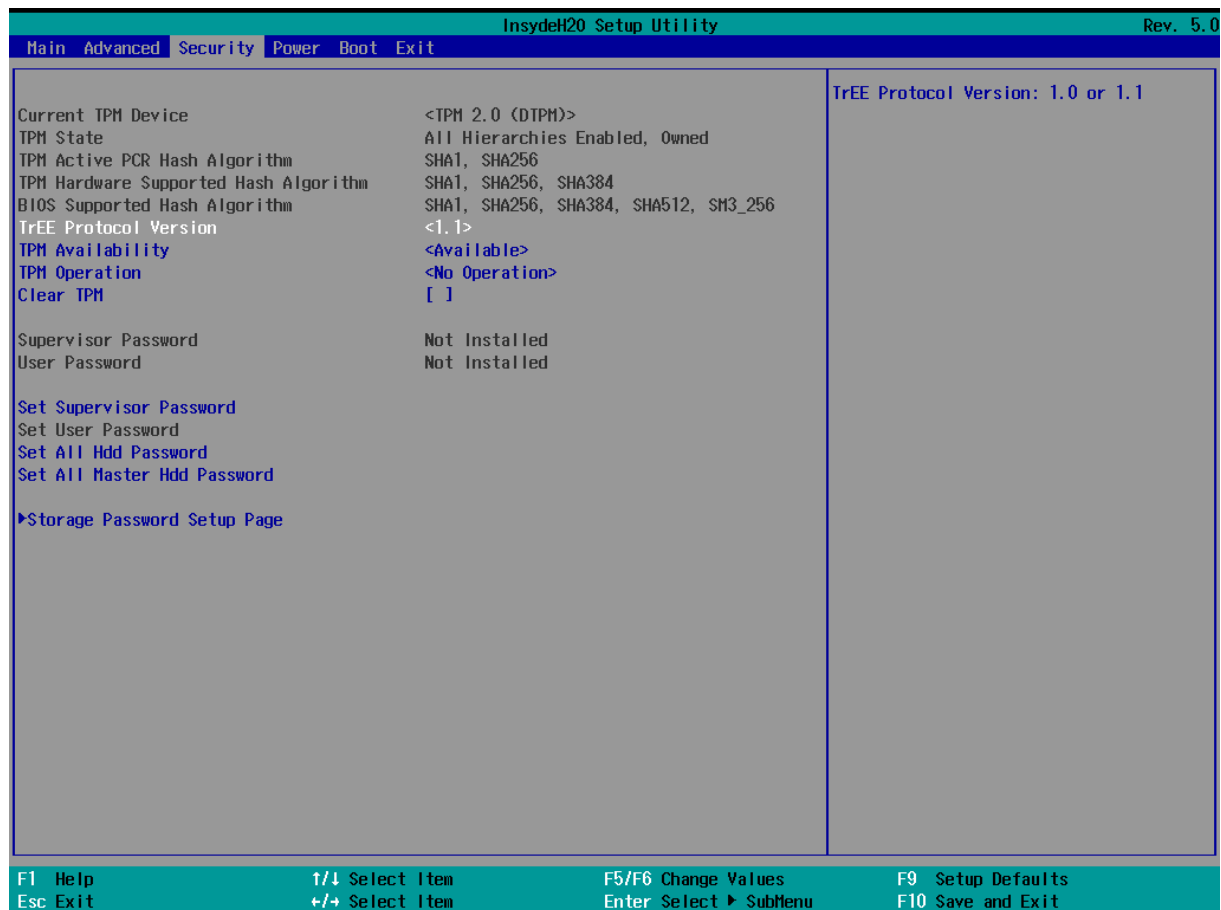 InsydeH20 Setup Utility Rev. 5.0
Main Advanced Security Power Boot Exit
TrEE Protocol Version: 1.0 or 1.1
Current TPM Device <TPM 2.0 (DTPM)>
TPM State All Hierarchies Enabled, Owned
TPM Active PCR Hash Algorithm SHA1, SHA256
TPM Hardware Supported Hash Algorithm SHA1, SHA256, SHA384
BIOS Supported Hash Algorithm SHA1, SHA256, SHA384, SHA512, SM3_256
TrEE Protocol Version <1.1>
TPM Availability <Available>
TPM Operation <No Operation>
Clear TPM [ ]
Supervisor Password Not Installed
User Password Not Installed
Set Supervisor Password
Set User Password
Set All Hdd Password
Set All Master Hdd Password
▶Storage Password Setup Page
F1 Help ↑/↓ Select Item F5/F6 Change Values F9 Setup Defaults
Esc Exit ←/→ Select Item Enter Select ▶ SubMenu F10 Save and Exit